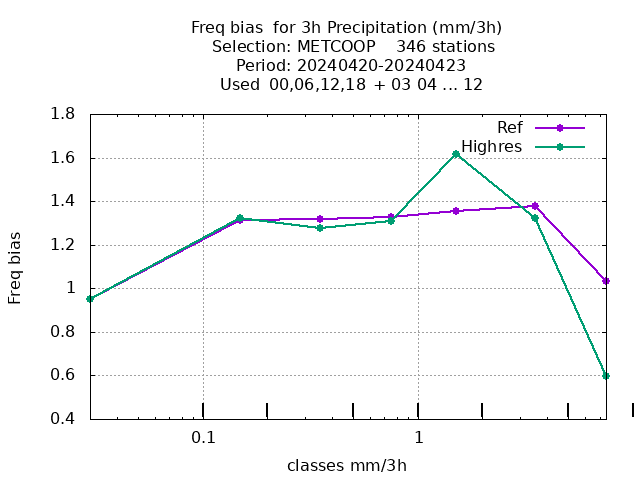 Freq bias  for 3h Precipitation (mm/3h)
Selection: METCOOP    346 stations
Period: 20240420-20240423
Used  00,06,12,18  + 03 04 ... 12
Ref
Highres
1.8
1.6
1.4
1.2
1
0.8
0.6
0.4
Freq bias
0.1
1
classes mm/3h